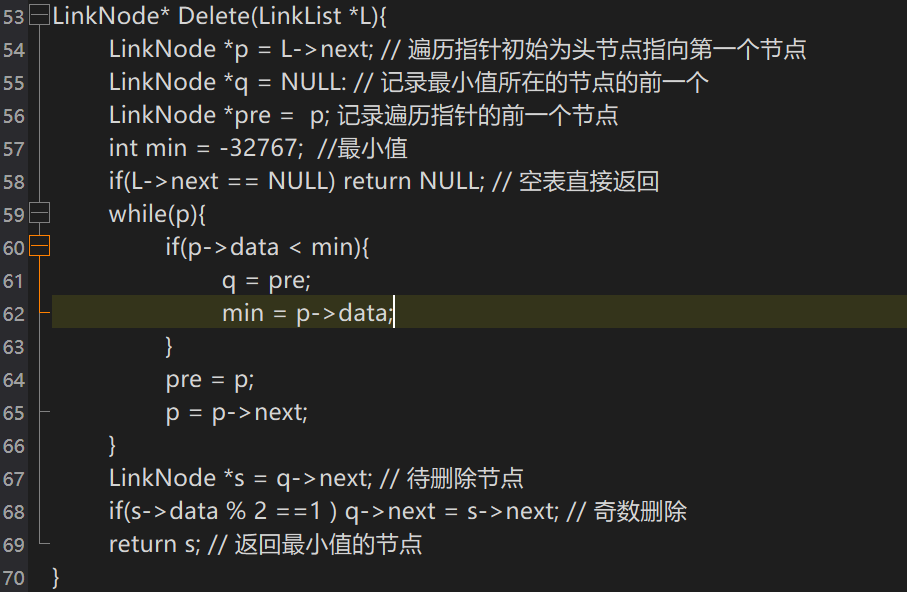 53 LinkNode* Delete(LinkList *L){
54 LinkNode *p = L->next; // 遍历指针初始为头节点指向第一个节点
55 LinkNode *q = NULL: // 记录最小值所在的节点的前一个
56 LinkNode *pre =  p; 记录遍历指针的前一个节点
57 int min = -32767;  //最小值
58 if(L->next == NULL) return NULL; // 空表直接返回
59 while(p){
60 if(p->data < min){
61 q = pre;
62 min = p->data;
63 }
64 pre = p;
65 p = p->next;
66 }
67 LinkNode *s = q->next; // 待删除节点
68 if(s->data % 2 ==1 ) q->next = s->next; // 奇数删除
69 return s; // 返回最小值的节点
70 }